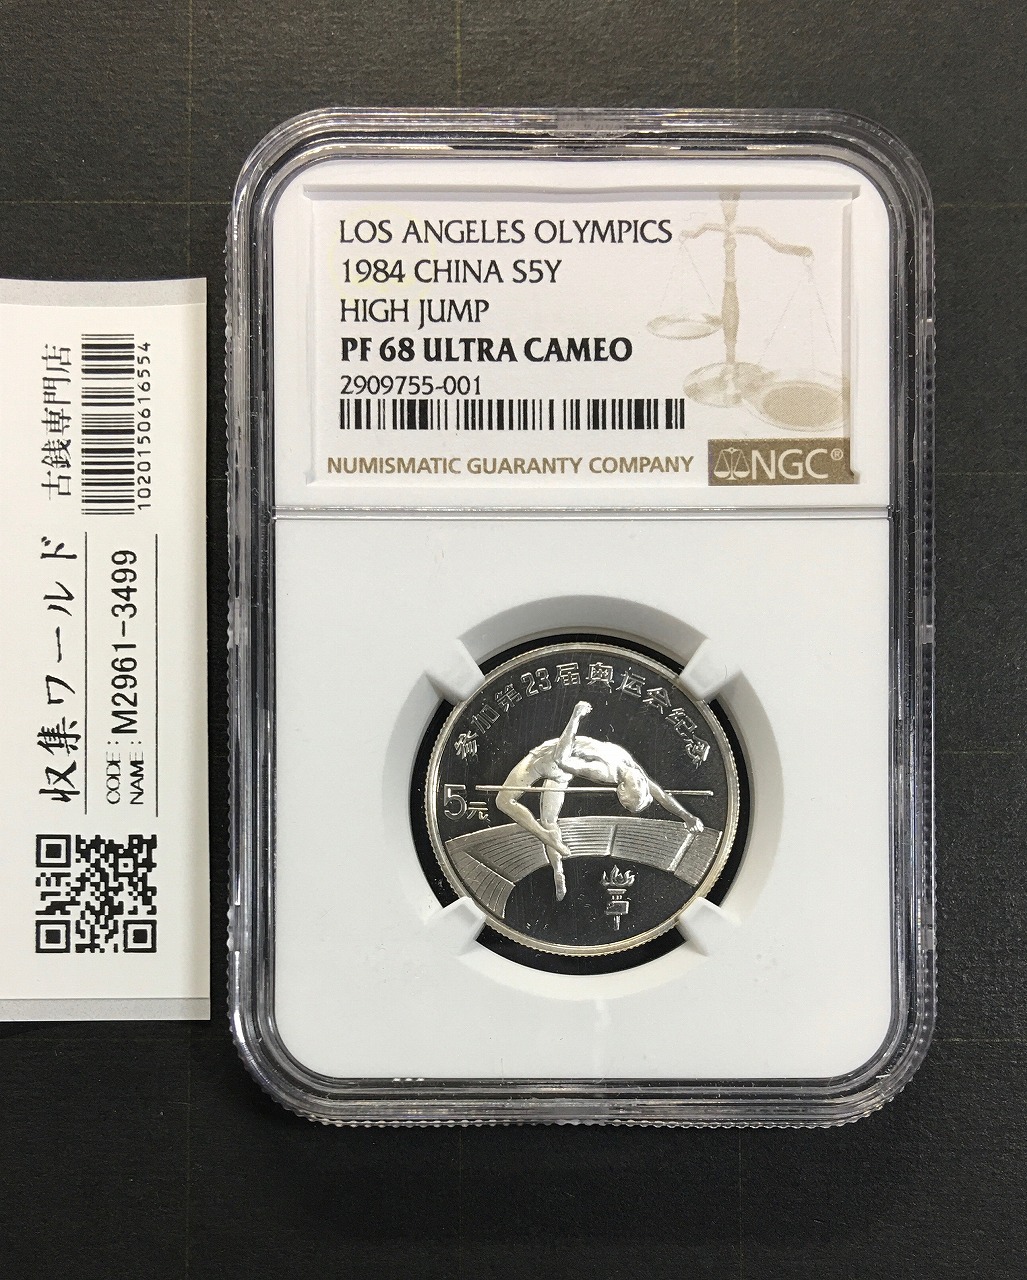 LOS ANGELES OLYMPICS
1984 CHINA S5Y
HIGH JUMP
PF 68 ULTRA CAMEO
2909755-001
NUMISMATIC GUARANTY COMPANY
NGC®
参加第23届奥运会纪念
5元
収集ワールド 古銭専門店
CODE:
NAME: M2961-3499
1020150616554